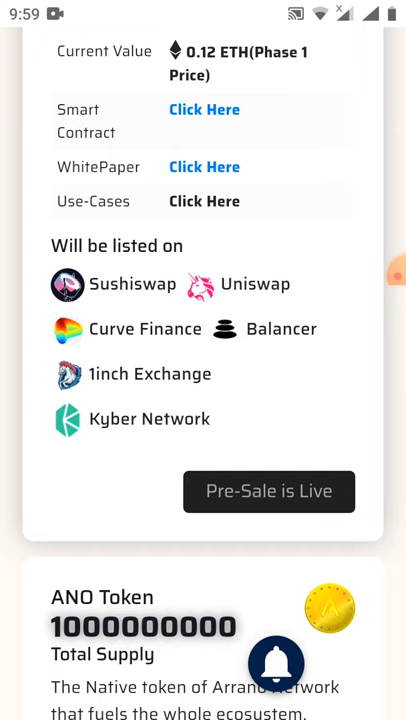 9:59
Current Value
0.12 ETH(Phase 1
Price)
Smart
Contract
Click Here
WhitePaper
Click Here
Use-Cases
Click Here
Will be listed on
Sushiswap
Uniswap
Curve Finance
Balancer
1inch Exchange
Kyber Network
Pre-Sale is Live
ANO Token
1000000000
Total Supply
The Native token of Arrano Network
that fuels the whole ecosystem.